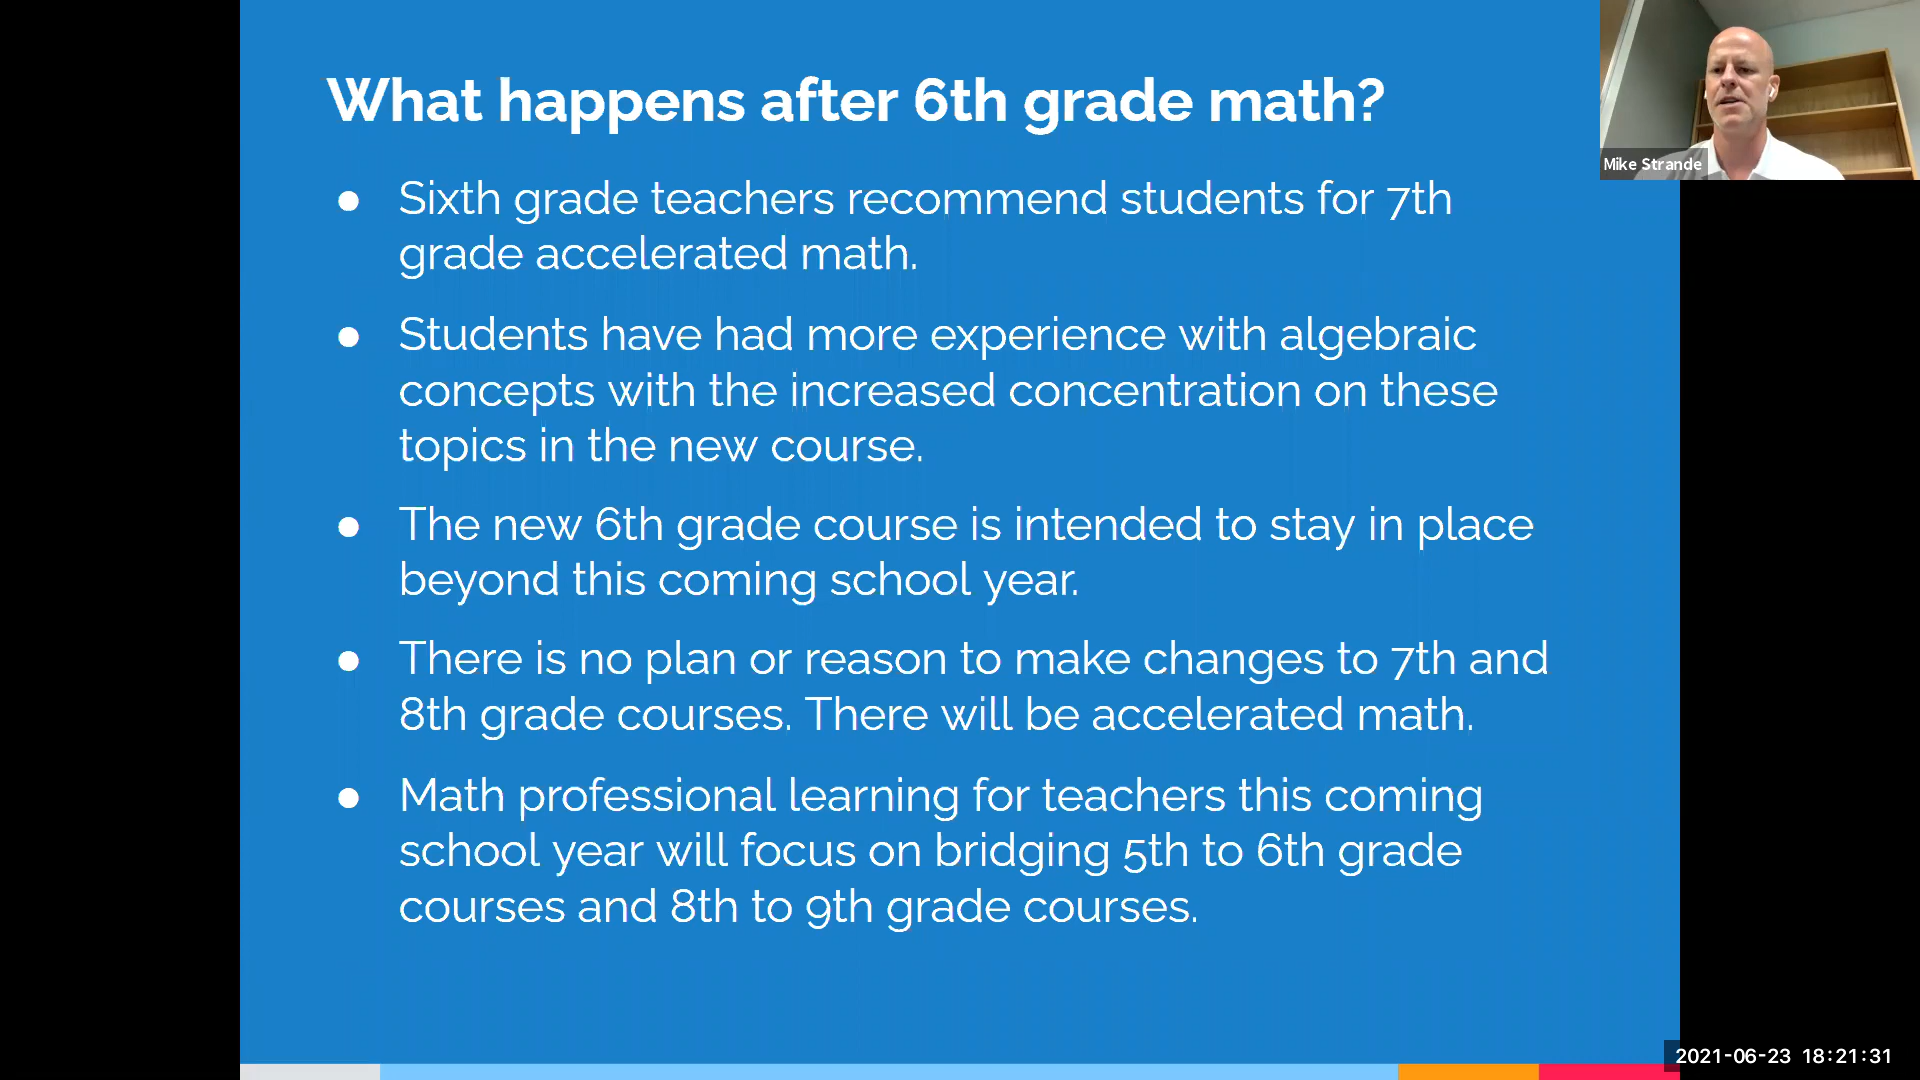 What happens after 6th grade math?
Mike Strande
● Sixth grade teachers recommend students for 7th
grade accelerated math.
● Students have had more experience with algebraic
concepts with the increased concentration on these
topics in the new course.
● The new 6th grade course is intended to stay in place
beyond this coming school year.
● There is no plan or reason to make changes to 7th and
8th grade courses. There will be accelerated math.
● Math professional learning for teachers this coming
school year will focus on bridging 5th to 6th grade
courses and 8th to 9th grade courses.
2021-06-23 18:21:31